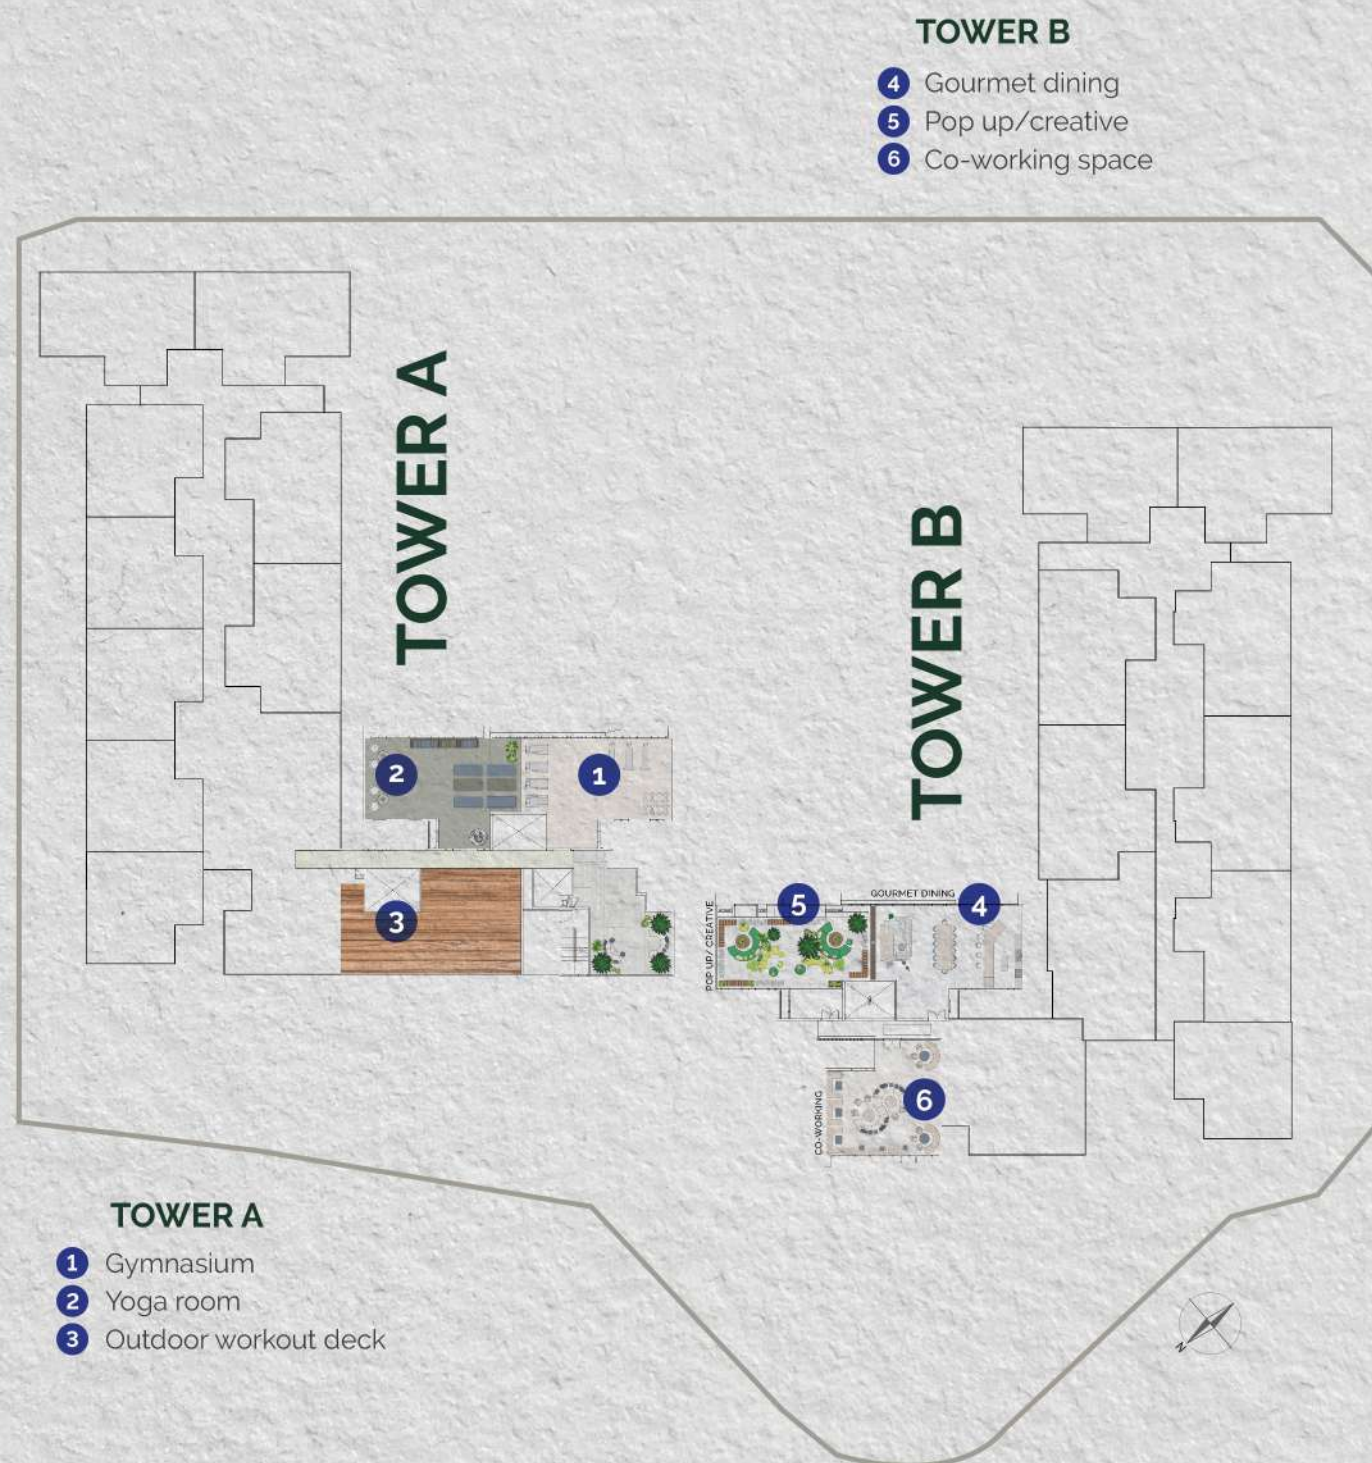 TOWER B
4 Gourmet dining
5 Pop up/creative
6 Co-working space
TOWER A
TOWER B
2
1
3
5
GOURMET DINING
4
POP UP/ CREATIVE
CO-WORKING
6
TOWER A
1 Gymnasium
2 Yoga room
3 Outdoor workout deck
N